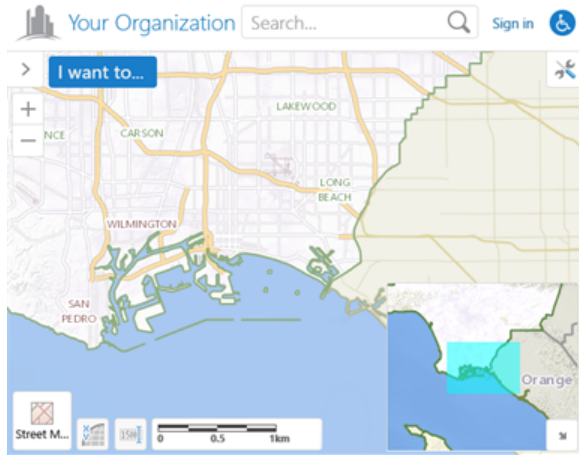 Your Organization
Search...
Sign in
I want to...
LAKEWOOD
NCE
CARSON
LONG
BEACH
WILMINGTON
SAN
PEDRO
Orange
Street M...
0 0.5 1km